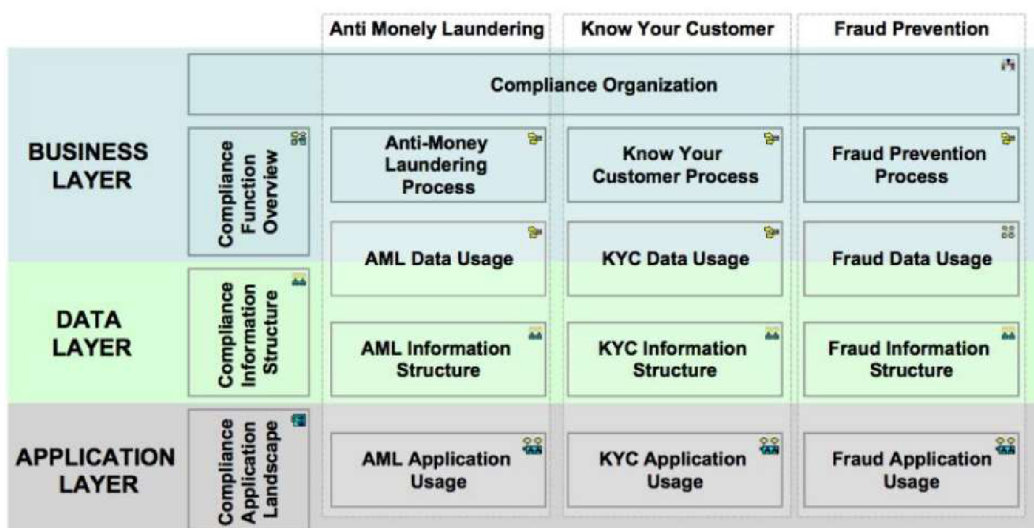 Anti Monely Laundering
Know Your Customer
Fraud Prevention
BUSINESS
LAYER
Compliance Organization
Compliance
Function
Overview
Anti-Money
Laundering
Process
Know Your
Customer Process
Fraud Prevention
Process
AML Data Usage
KYC Data Usage
Fraud Data Usage
DATA
LAYER
Compliance
Information
Structure
AML Information
Structure
KYC Information
Structure
Fraud Information
Structure
APPLICATION
LAYER
Compliance
Application
Landscape
AML Application
Usage
KYC Application
Usage
Fraud Application
Usage